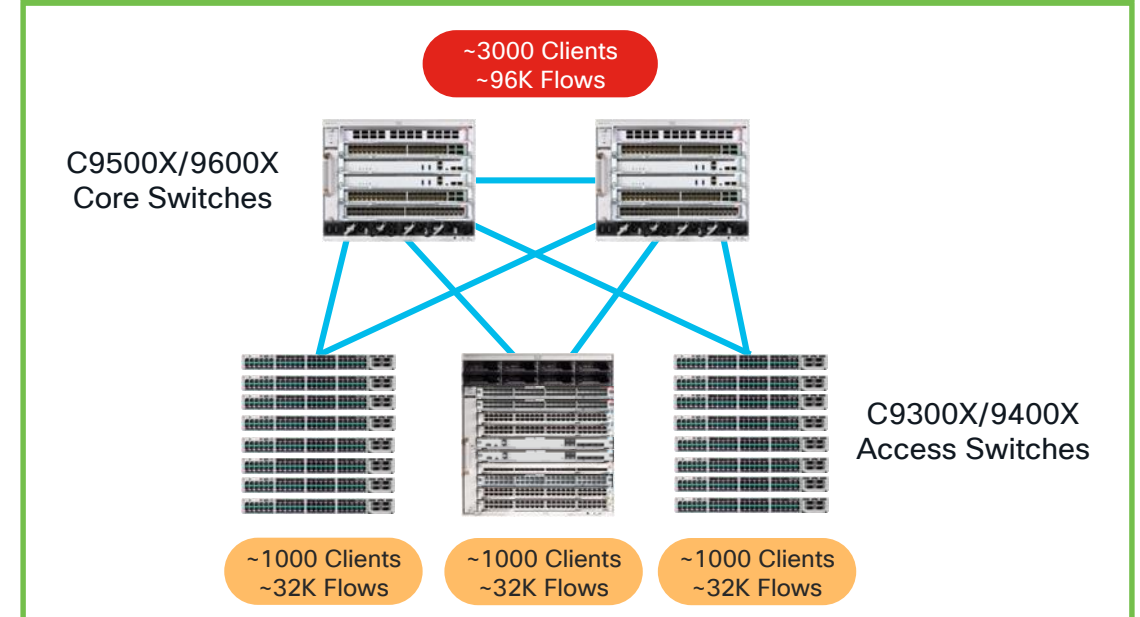 ~3000 Clients
~96K Flows
C9500X/9600X
Core Switches
C9300X/9400X
Access Switches
~1000 Clients
~32K Flows
~1000 Clients
~32K Flows
~1000 Clients
~32K Flows